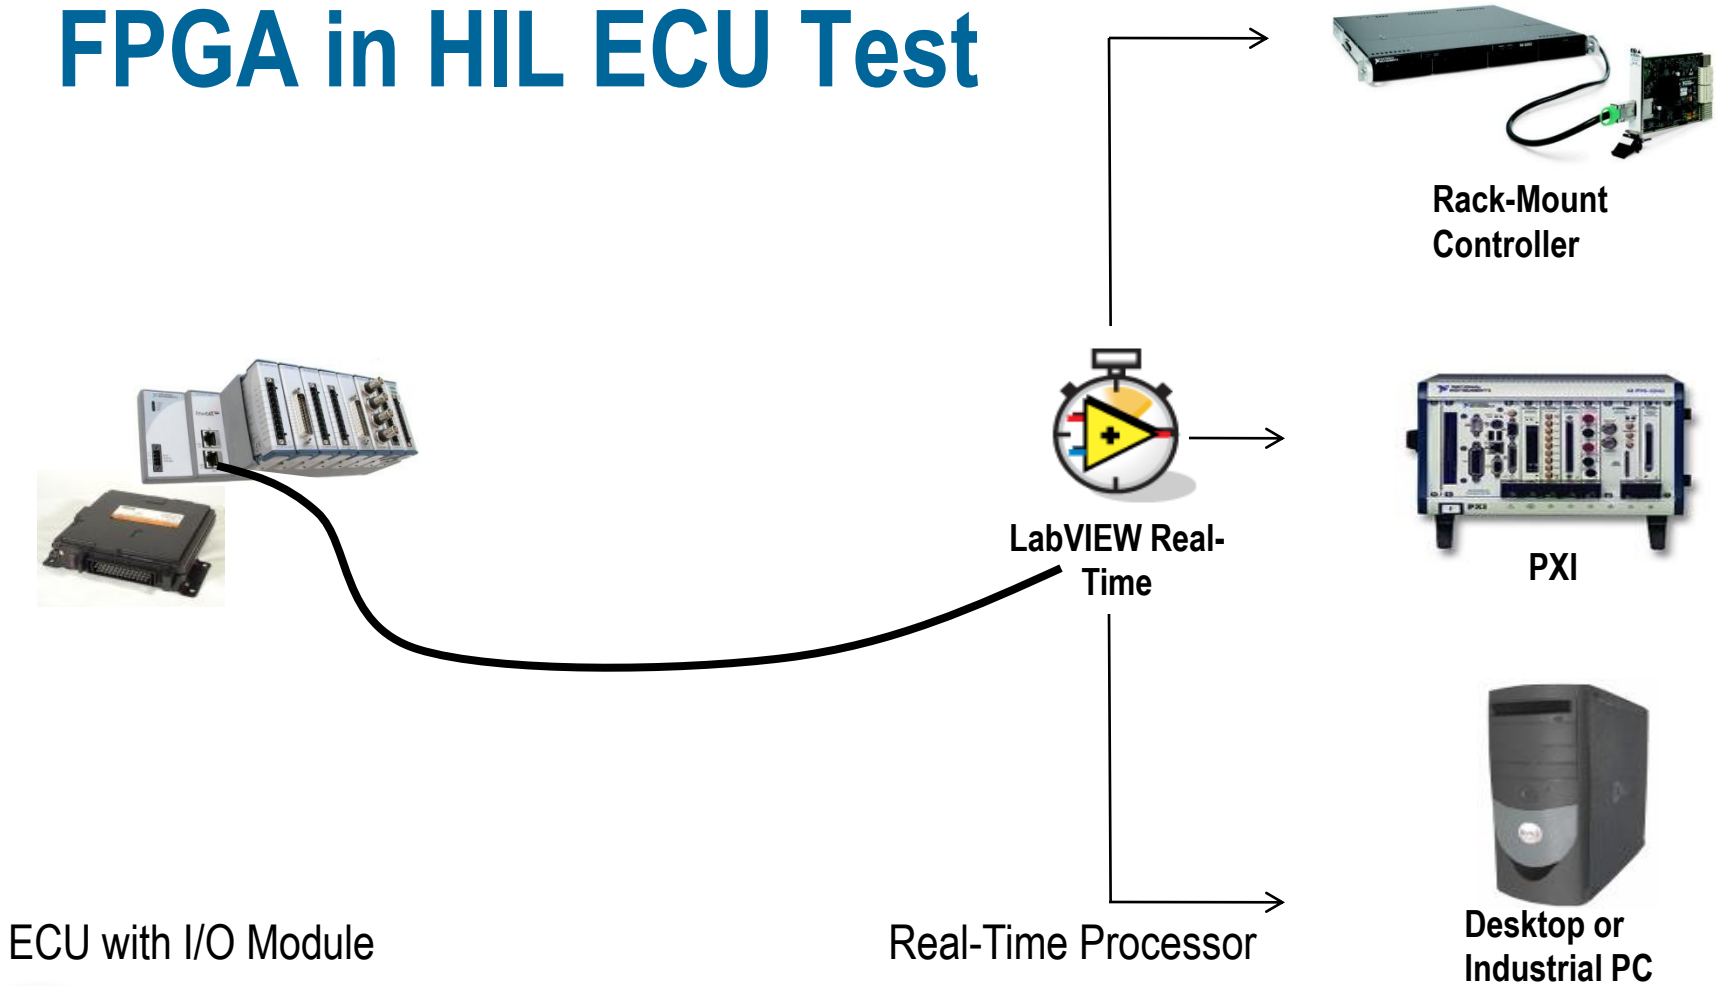 FPGA in HIL ECU Test
Rack-Mount
Controller
LabVIEW Real-
Time
PXI
PXI
ECU with I/O Module
Real-Time Processor
Desktop or
Industrial PC